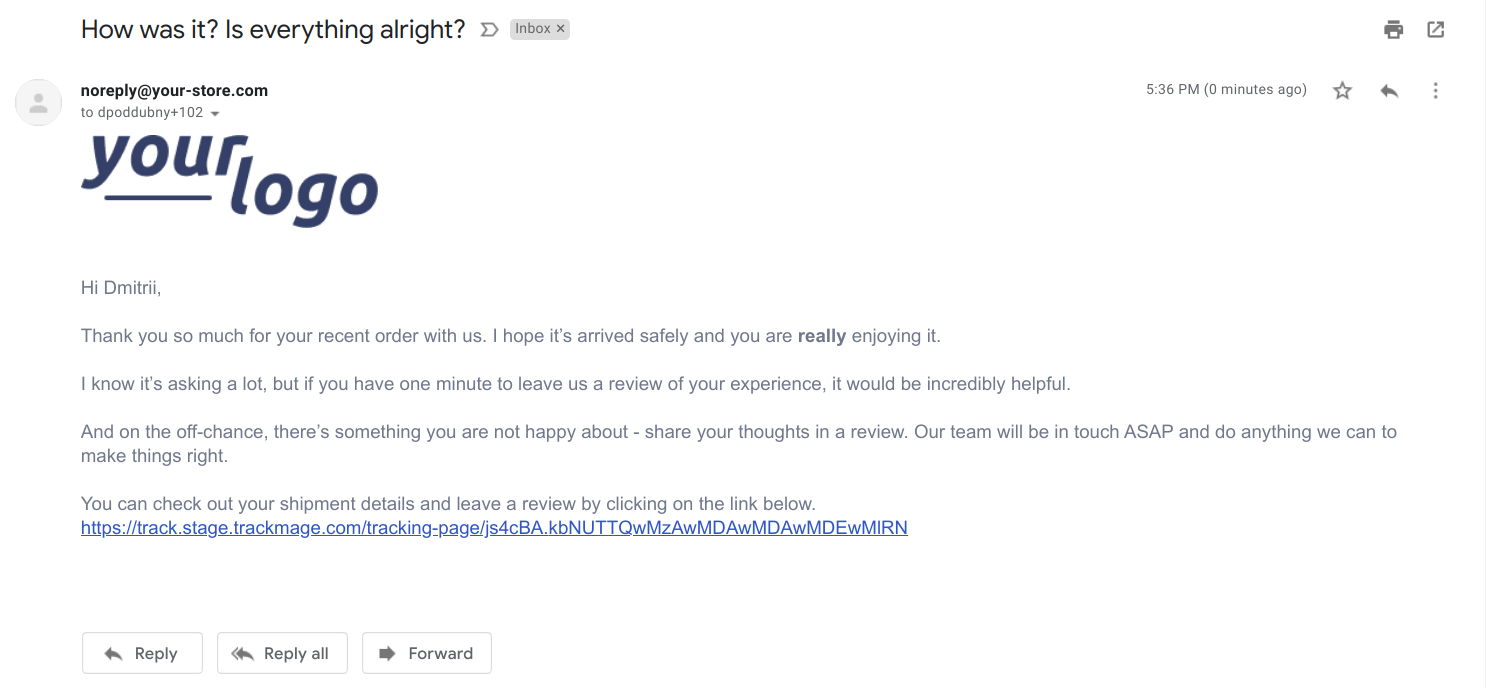 How was it? Is everything alright?
Inbox ×
noreply@your-store.com
5:36 PM (0 minutes ago)
to dpoddubny+102
your
logo
Hi Dmitrii,
Thank you so much for your recent order with us. I hope it’s arrived safely and you are really enjoying it.
I know it’s asking a lot, but if you have one minute to leave us a review of your experience, it would be incredibly helpful.
And on the off-chance, there’s something you are not happy about - share your thoughts in a review. Our team will be in touch ASAP and do anything we can to
make things right.
You can check out your shipment details and leave a review by clicking on the link below.
https://track.stage.trackmage.com/tracking-page/js4cBA.kbNUTTQwMzAwMDAwMDAwMDEwMlRN
Reply
Reply all
Forward